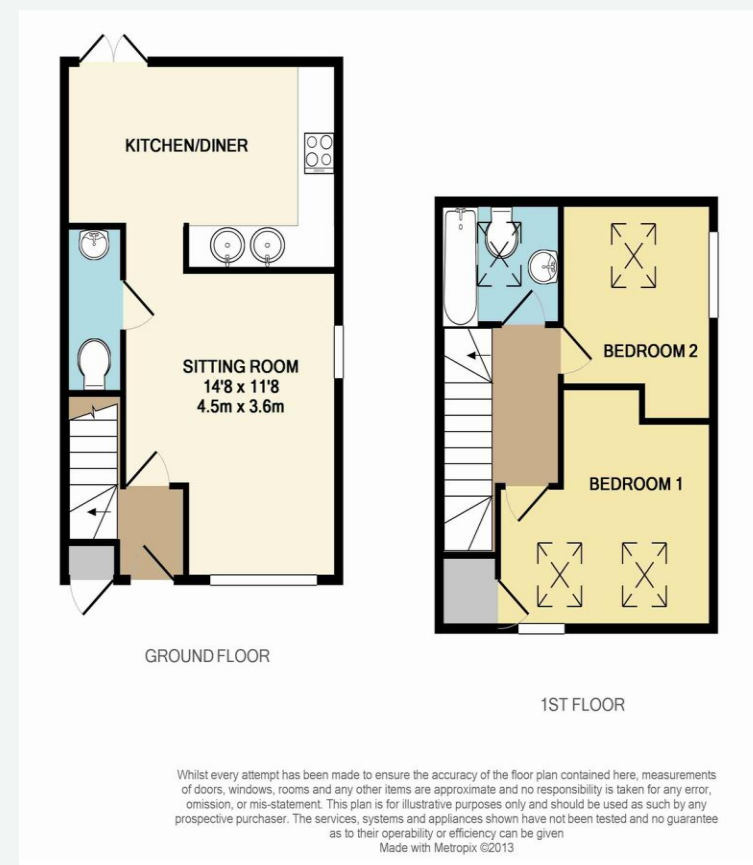 KITCHEN/DINER
SITTING ROOM
14'8 x 11'8
4.5m x 3.6m
GROUND FLOOR
BEDROOM 2
BEDROOM 1
1ST FLOOR
Whilst every attempt has been made to ensure the accuracy of the floor plan contained here, measurements
of doors, windows, rooms and any other items are approximate and no responsibility is taken for any error,
omission, or mis-statement. This plan is for illustrative purposes only and should be used as such by any
prospective purchaser. The services, systems and appliances shown have not been tested and no guarantee
as to their operability or efficiency can be given
Made with Metropix ©2013